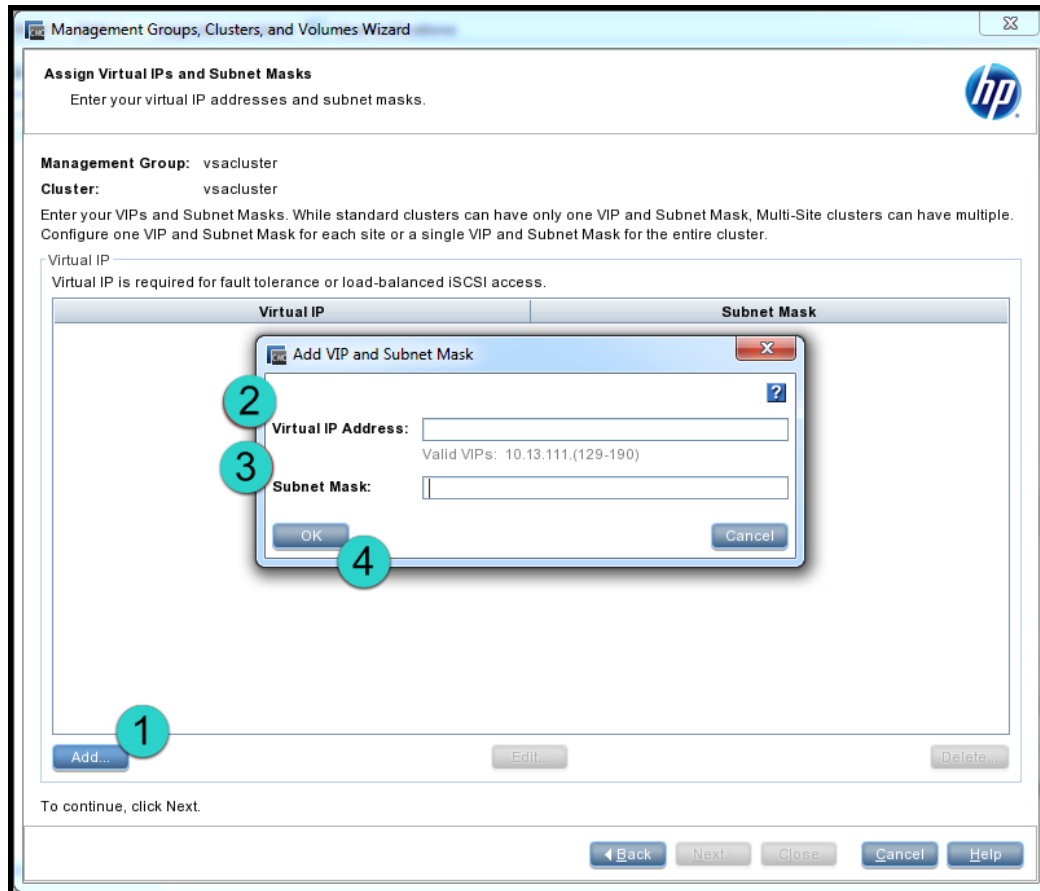 Management Groups, Clusters, and Volumes Wizard
Assign Virtual IPs and Subnet Masks
Enter your virtual IP addresses and subnet masks.
hp
Management Group: vsacluster
Cluster: vsacluster
Enter your VIPs and Subnet Masks. While standard clusters can have only one VIP and Subnet Mask, Multi-Site clusters can have multiple.
Configure one VIP and Subnet Mask for each site or a single VIP and Subnet Mask for the entire cluster.
Virtual IP
Virtual IP is required for fault tolerance or load-balanced iSCSI access.
Virtual IP Subnet Mask
CMC Add VIP and Subnet Mask
?
2
Virtual IP Address:
Valid VIPs: 10.13.111.(129-190)
3
Subnet Mask:
OK Cancel
4
1
Add... Edit... Delete...
To continue, click Next.
Back Next Close Cancel Help